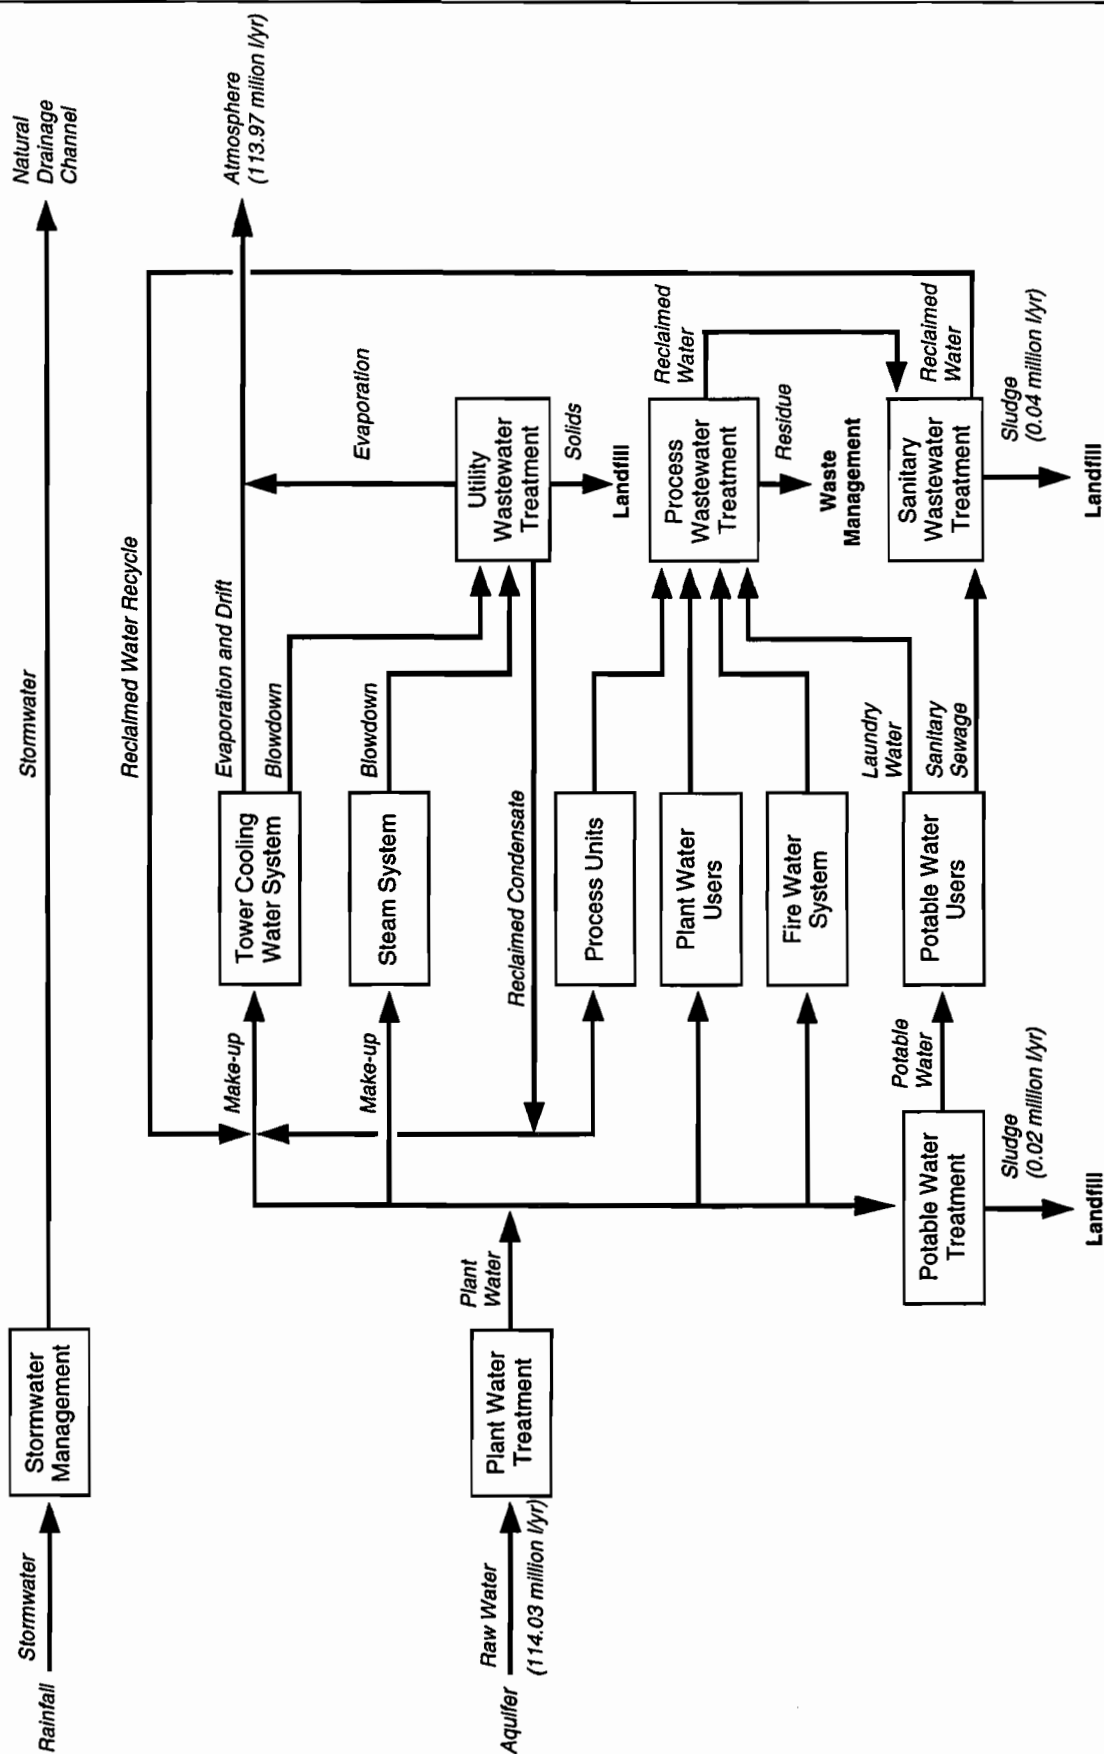 Rainfall
Stormwater
Stormwater
Management
Stormwater
Natural
Drainage
Channel
Reclaimed Water Recycle
Evaporation and Drift
Atmosphere
(113.97 milion l/yr)
Make-up
Tower Cooling
Water System
Blowdown
Evaporation
Make-up
Steam System
Blowdown
Utility
Wastewater
Treatment
Solids
Landfill
Aquifer
Raw Water
(114.03 million l/yr)
Plant Water
Treatment
Plant
Water
Reclaimed Condensate
Process Units
Plant Water
Users
Fire Water
System
Process
Wastewater
Treatment
Reclaimed
Water
Residue
Waste
Management
Potable Water
Treatment
Potable
Water
Potable Water
Users
Laundry
Water
Sanitary
Sewage
Sanitary
Wastewater
Treatment
Reclaimed
Water
Sludge
(0.02 million l/yr)
Landfill
Sludge
(0.04 million l/yr)
Landfill